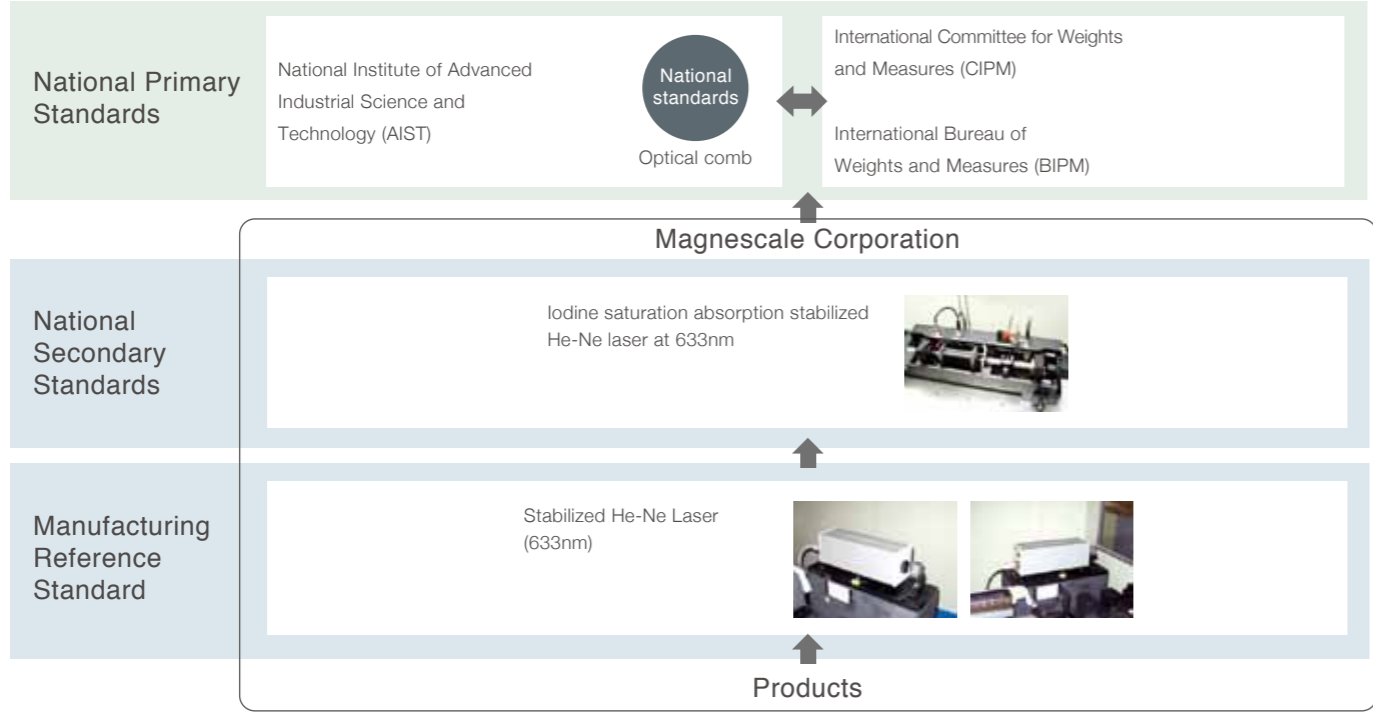 National Primary
Standards
National Institute of Advanced
Industrial Science and
Technology (AIST)
National
standards
Optical comb
International Committee for Weights
and Measures (CIPM)
International Bureau of
Weights and Measures (BIPM)
Magnescale Corporation
National
Secondary
Standards
Iodine saturation absorption stabilized
He-Ne laser at 633nm
Manufacturing
Reference
Standard
Stabilized He-Ne Laser
(633nm)
Products